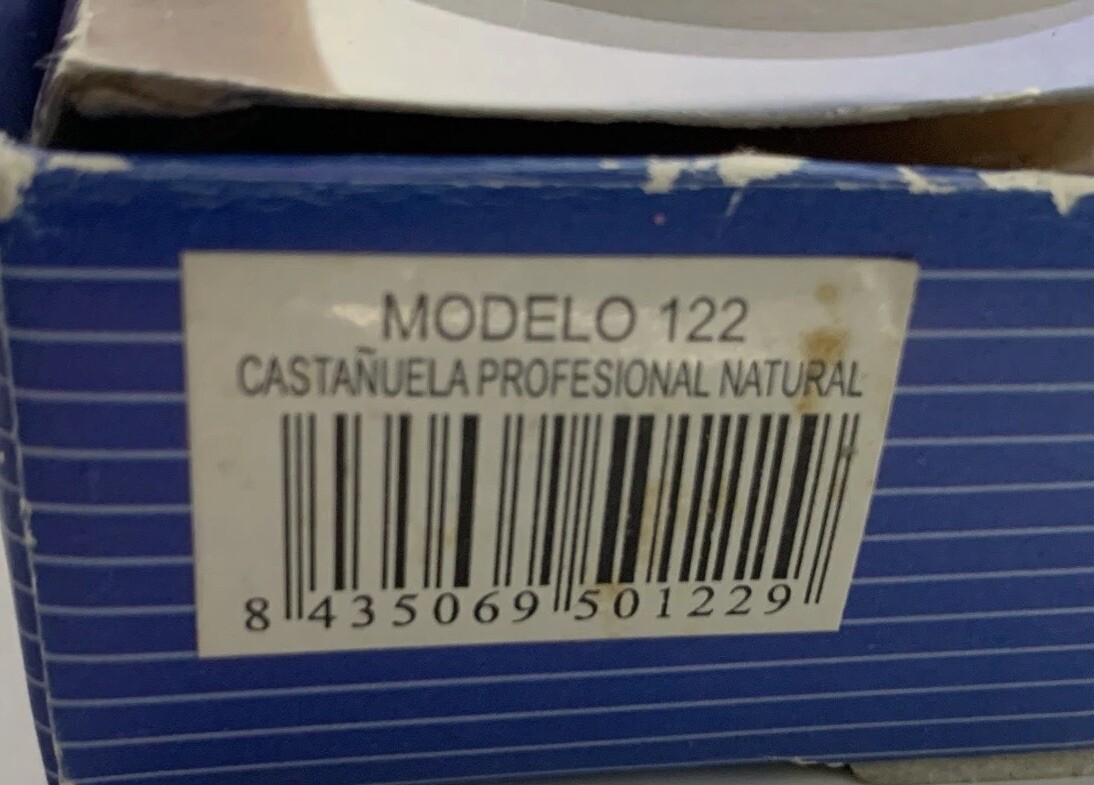 MODELO 122
CASTAÑUELA PROFESIONAL NATURAL
8 435069 501229